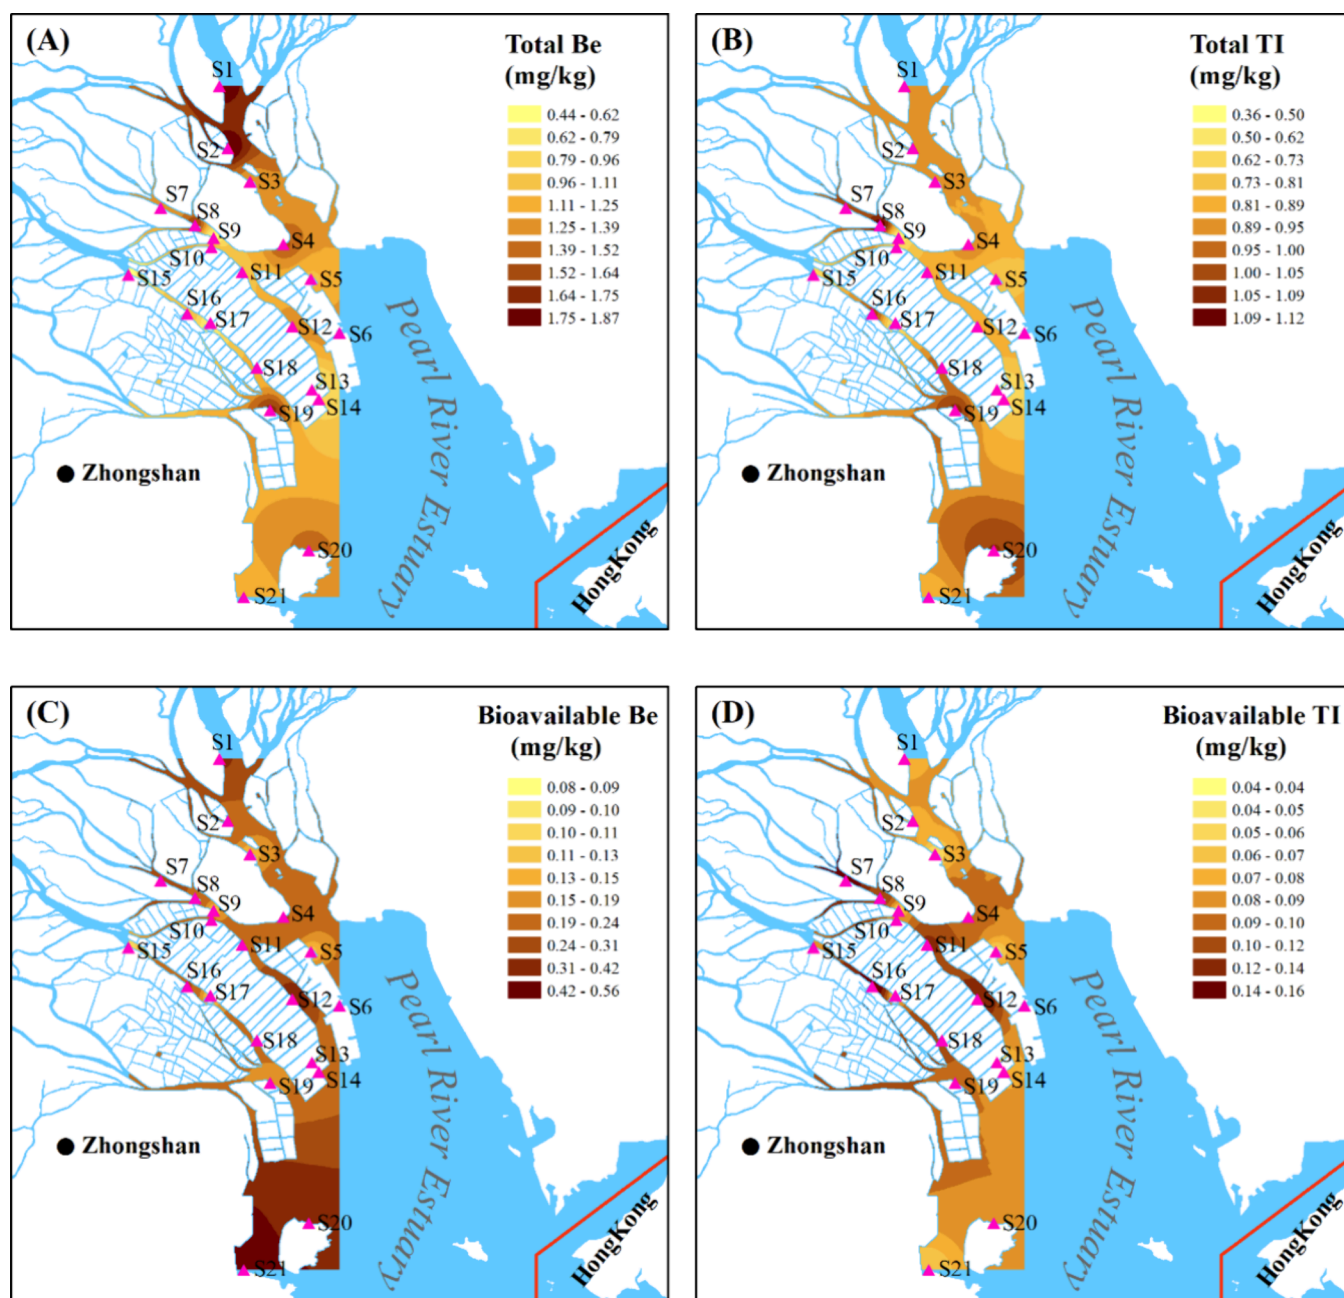 (A)
Total Be
(mg/kg)
0.44 - 0.62
0.62 - 0.79
0.79 - 0.96
0.96 - 1.11
1.11 - 1.25
1.25 - 1.39
1.39 - 1.52
1.52 - 1.64
1.64 - 1.75
1.75 - 1.87
S1
S2
S3
S7
S8
S9
S4
S10
S11
S15
S5
S16
S17
S12
S6
S18
S13
S14
S19
Zhongshan
S20
S21
Pearl River Estuary
HongKong
(B)
Total TI
(mg/kg)
0.36 - 0.50
0.50 - 0.62
0.62 - 0.73
0.73 - 0.81
0.81 - 0.89
0.89 - 0.95
0.95 - 1.00
1.00 - 1.05
1.05 - 1.09
1.09 - 1.12
S1
S2
S3
S7
S8
S9
S4
S10
S11
S15
S5
S16
S17
S12
S6
S18
S13
S14
S19
Zhongshan
S20
S21
Pearl River Estuary
HongKong
(C)
Bioavailable Be
(mg/kg)
0.08 - 0.09
0.09 - 0.10
0.10 - 0.11
0.11 - 0.13
0.13 - 0.15
0.15 - 0.19
0.19 - 0.24
0.24 - 0.31
0.31 - 0.42
0.42 - 0.56
S1
S2
S3
S7
S8
S9
S4
S10
S11
S15
S5
S16
S17
S12
S6
S18
S13
S14
S19
Zhongshan
S20
S21
Pearl River Estuary
HongKong
(D)
Bioavailable TI
(mg/kg)
0.04 - 0.04
0.04 - 0.05
0.05 - 0.06
0.06 - 0.07
0.07 - 0.08
0.08 - 0.09
0.09 - 0.10
0.10 - 0.12
0.12 - 0.14
0.14 - 0.16
S1
S2
S3
S7
S8
S9
S4
S10
S11
S15
S5
S16
S17
S12
S6
S18
S13
S14
S19
Zhongshan
S20
S21
Pearl River Estuary
HongKong